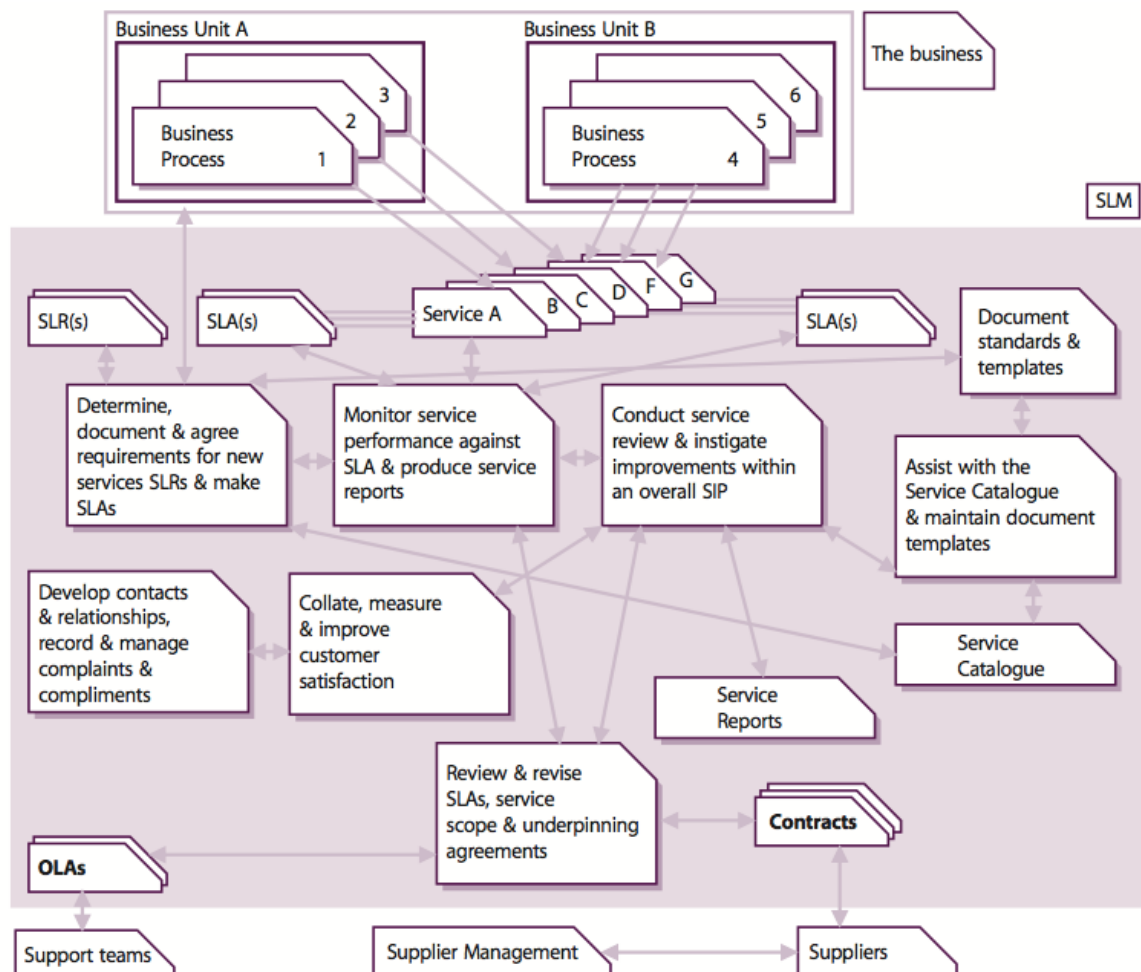 Business Unit A
Business Unit B
The business
3
2
Business
Process
1
6
5
Business
Process
4
SLM
SLR(s)
SLA(s)
Service A
B
C
D
F
G
SLA(s)
Document
standards &
templates
Determine,
document & agree
requirements for new
services SLRs & make
SLAs
Monitor service
performance against
SLA & produce service
reports
Conduct service
review & instigate
improvements within
an overall SIP
Assist with the
Service Catalogue
& maintain document
templates
Develop contacts
& relationships,
record & manage
complaints &
compliments
Collate, measure
& improve
customer
satisfaction
Service
Catalogue
Service
Reports
Review & revise
SLAs, service
scope & underpinning
agreements
Contracts
OLAs
Support teams
Supplier Management
Suppliers